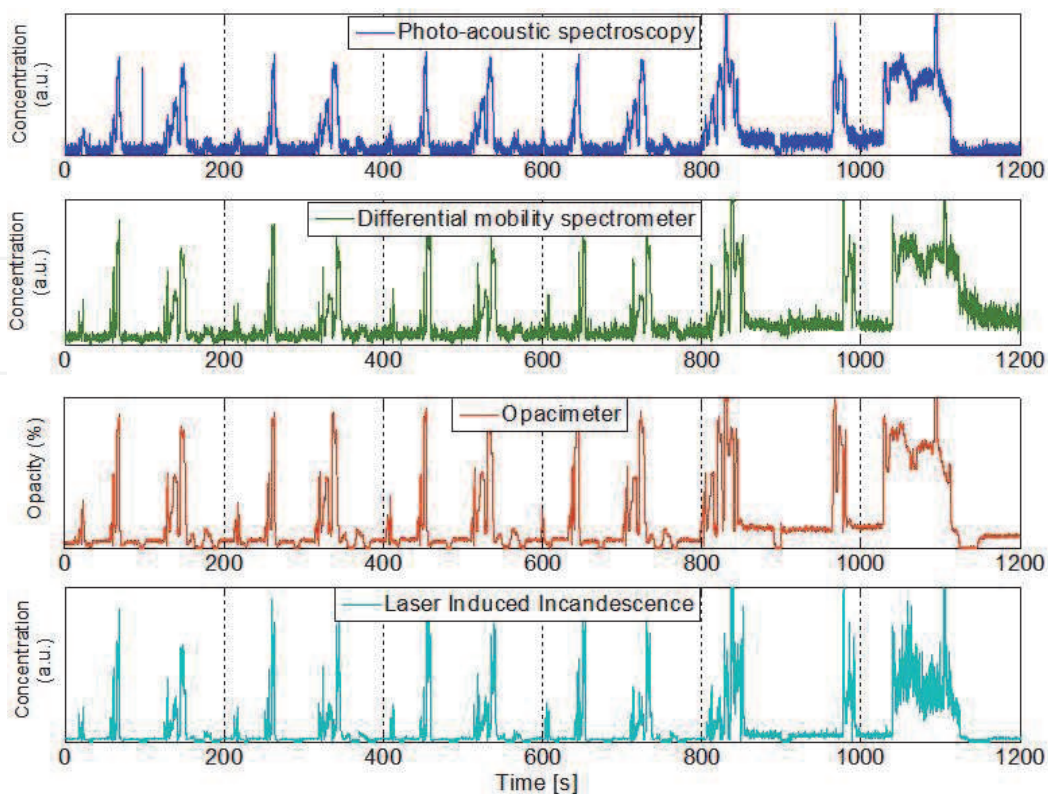 Photo-acoustic spectroscopy
Concentration
(a.u.)
0 200 400 600 800 1000 1200
Differential mobility spectrometer
Concentration
(a.u.)
0 200 400 600 800 1000 1200
Opacimeter
Opacity (%)
0 200 400 600 800 1000 1200
Laser Induced Incandescence
Concentration
(a.u.)
0 200 400 600 800 1000 1200
Time [s]